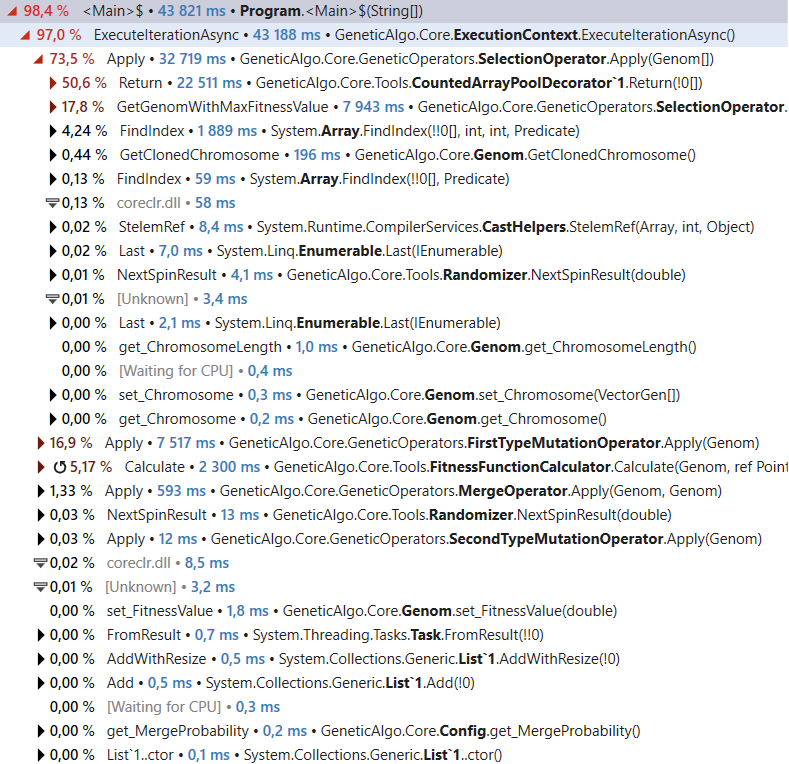 98,4 % <Main>$ • 43 821 ms • Program.<Main>$(String[])
97,0 % ExecuteIterationAsync • 43 188 ms • GeneticAlgo.Core.ExecutionContext.ExecuteIterationAsync()
73,5 % Apply • 32 719 ms • GeneticAlgo.Core.GeneticOperators.SelectionOperator.Apply(Genom[])
50,6 % Return • 22 511 ms • GeneticAlgo.Core.Tools.CountedArrayPoolDecorator`1.Return(!0[])
17,8 % GetGenomWithMaxFitnessValue • 7 943 ms • GeneticAlgo.Core.GeneticOperators.SelectionOperator.
4,24 % FindIndex • 1 889 ms • System.Array.FindIndex(!!0[], int, int, Predicate)
0,44 % GetClonedChromosome • 196 ms • GeneticAlgo.Core.Genom.GetClonedChromosome()
0,13 % FindIndex • 59 ms • System.Array.FindIndex(!!0[], Predicate)
0,13 % coreclr.dll • 58 ms
0,02 % StelemRef • 8,4 ms • System.Runtime.CompilerServices.CastHelpers.StelemRef(Array, int, Object)
0,02 % Last • 7,0 ms • System.Linq.Enumerable.Last(IEnumerable)
0,01 % NextSpinResult • 4,1 ms • GeneticAlgo.Core.Tools.Randomizer.NextSpinResult(double)
0,01 % [Unknown] • 3,4 ms
0,00 % Last • 2,1 ms • System.Linq.Enumerable.Last(IEnumerable)
0,00 % get_ChromosomeLength • 1,0 ms • GeneticAlgo.Core.Genom.get_ChromosomeLength()
0,00 % [Waiting for CPU] • 0,4 ms
0,00 % set_Chromosome • 0,3 ms • GeneticAlgo.Core.Genom.set_Chromosome(VectorGen[])
0,00 % get_Chromosome • 0,2 ms • GeneticAlgo.Core.Genom.get_Chromosome()
16,9 % Apply • 7 517 ms • GeneticAlgo.Core.GeneticOperators.FirstTypeMutationOperator.Apply(Genom)
5,17 % Calculate • 2 300 ms • GeneticAlgo.Core.Tools.FitnessFunctionCalculator.Calculate(Genom, ref Point
1,33 % Apply • 593 ms • GeneticAlgo.Core.GeneticOperators.MergeOperator.Apply(Genom, Genom)
0,03 % NextSpinResult • 13 ms • GeneticAlgo.Core.Tools.Randomizer.NextSpinResult(double)
0,03 % Apply • 12 ms • GeneticAlgo.Core.GeneticOperators.SecondTypeMutationOperator.Apply(Genom)
0,02 % coreclr.dll • 8,5 ms
0,01 % [Unknown] • 3,2 ms
0,00 % set_FitnessValue • 1,8 ms • GeneticAlgo.Core.Genom.set_FitnessValue(double)
0,00 % FromResult • 0,7 ms • System.Threading.Tasks.Task.FromResult(!!0)
0,00 % AddWithResize • 0,5 ms • System.Collections.Generic.List`1.AddWithResize(!0)
0,00 % Add • 0,5 ms • System.Collections.Generic.List`1.Add(!0)
0,00 % [Waiting for CPU] • 0,3 ms
0,00 % get_MergeProbability • 0,2 ms • GeneticAlgo.Core.Config.get_MergeProbability()
0,00 % List`1..ctor • 0,1 ms • System.Collections.Generic.List`1..ctor()